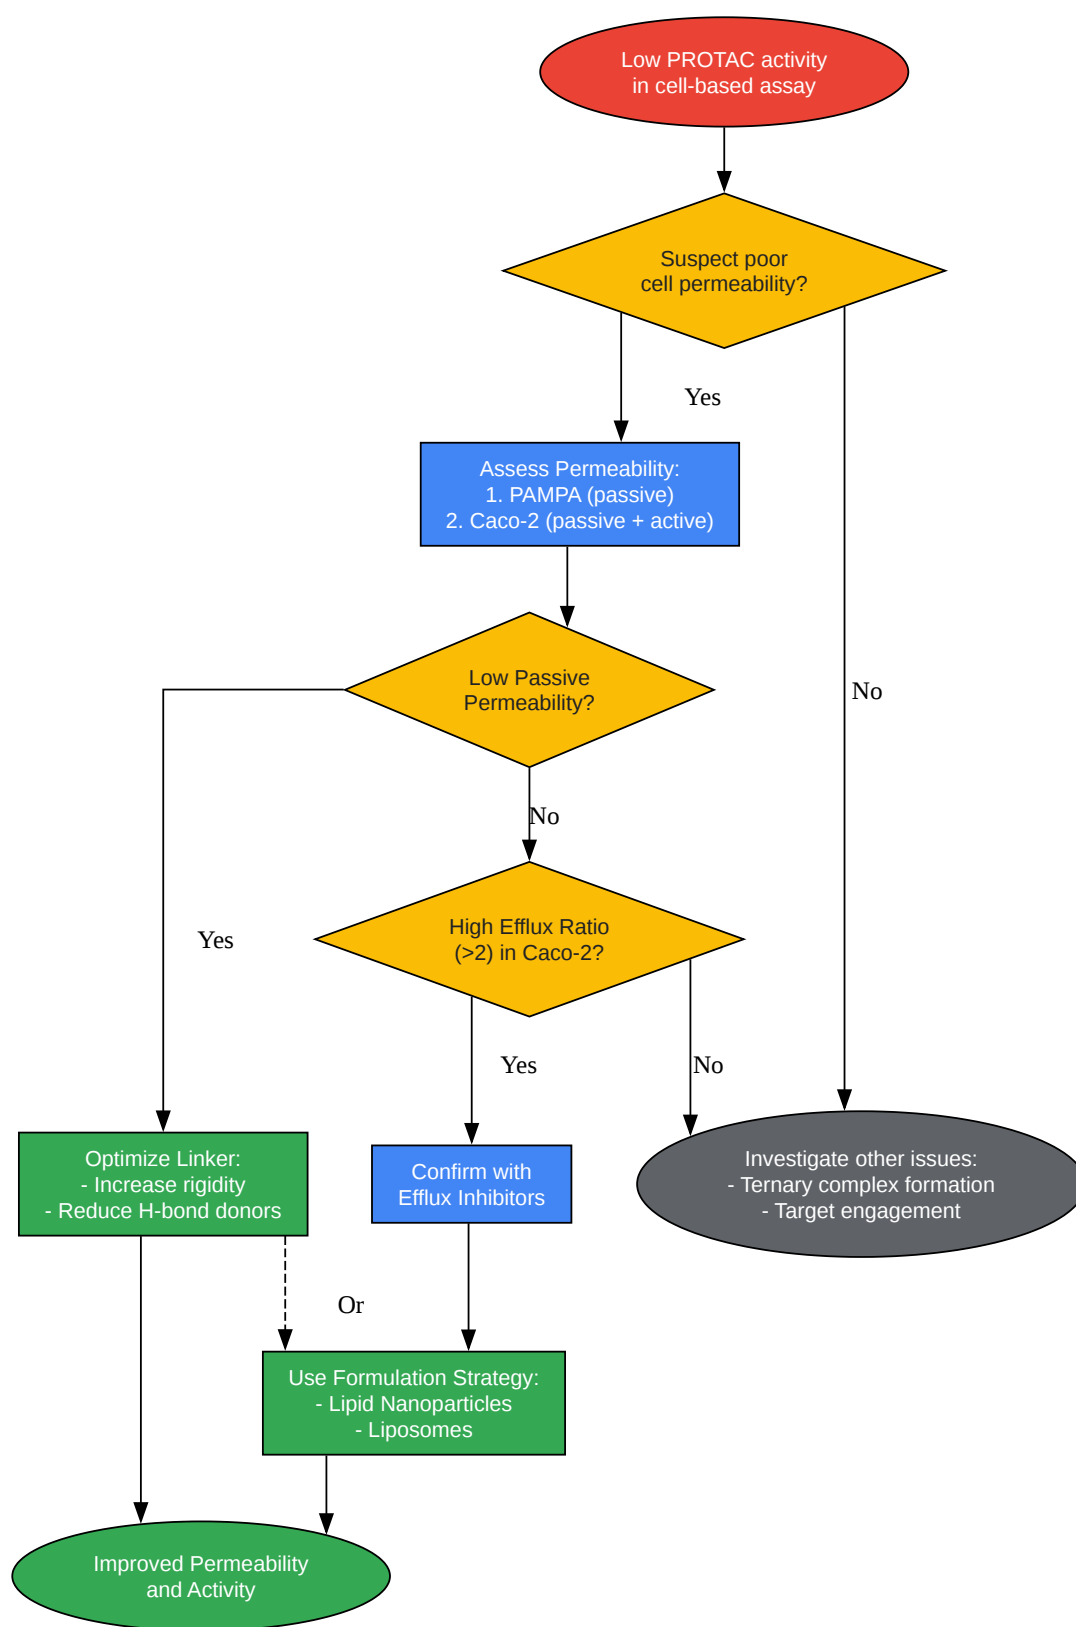 Low PROTAC activity
in cell-based assay
Suspect poor
cell permeability?
Yes
Assess Permeability:
1. PAMPA (passive)
2. Caco-2 (passive + active)
Low Passive
Permeability?
No
No
High Efflux Ratio
(>2) in Caco-2?
Yes
Yes
No
Optimize Linker:
- Increase rigidity
- Reduce H-bond donors
Confirm with
Efflux Inhibitors
Investigate other issues:
- Ternary complex formation
- Target engagement
Or
Use Formulation Strategy:
- Lipid Nanoparticles
- Liposomes
Improved Permeability
and Activity